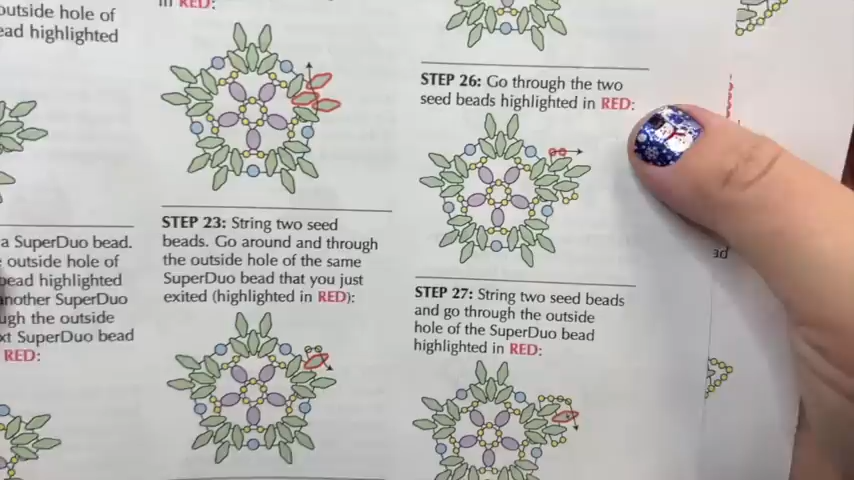 outside hole of
ead highlighted
a SuperDuo bead.
outside hole of
bead highlighted
another SuperDuo
ugh the outside
xt SuperDuo bead
RED:
in RED:
STEP 23: String two seed
beads. Go around and through
the outside hole of the same
SuperDuo bead that you just
exited (highlighted in RED):
STEP 26: Go through the two
seed beads highlighted in RED:
STEP 27: String two seed beads
and go through the outside
hole of the SuperDuo bead
highlighted in RED:
ad